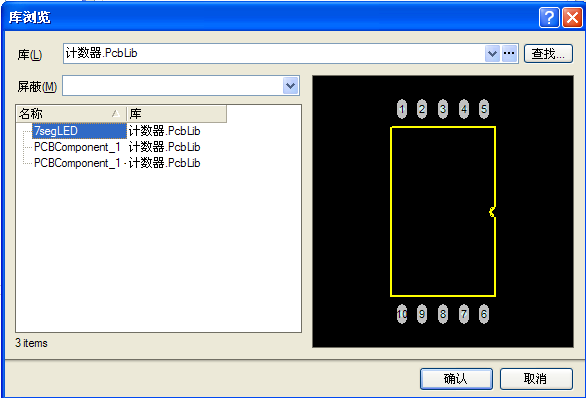 库浏览
库(L) 计数器.PcbLib ... 查找...
屏蔽(M)
名称 库
7segLED 计数器.PcbLib
PCBComponent_1 计数器.PcbLib
PCBComponent_1 - 计数器.PcbLib
3 items
1 2 3 4 5
10 9 8 7 6
确认 取消